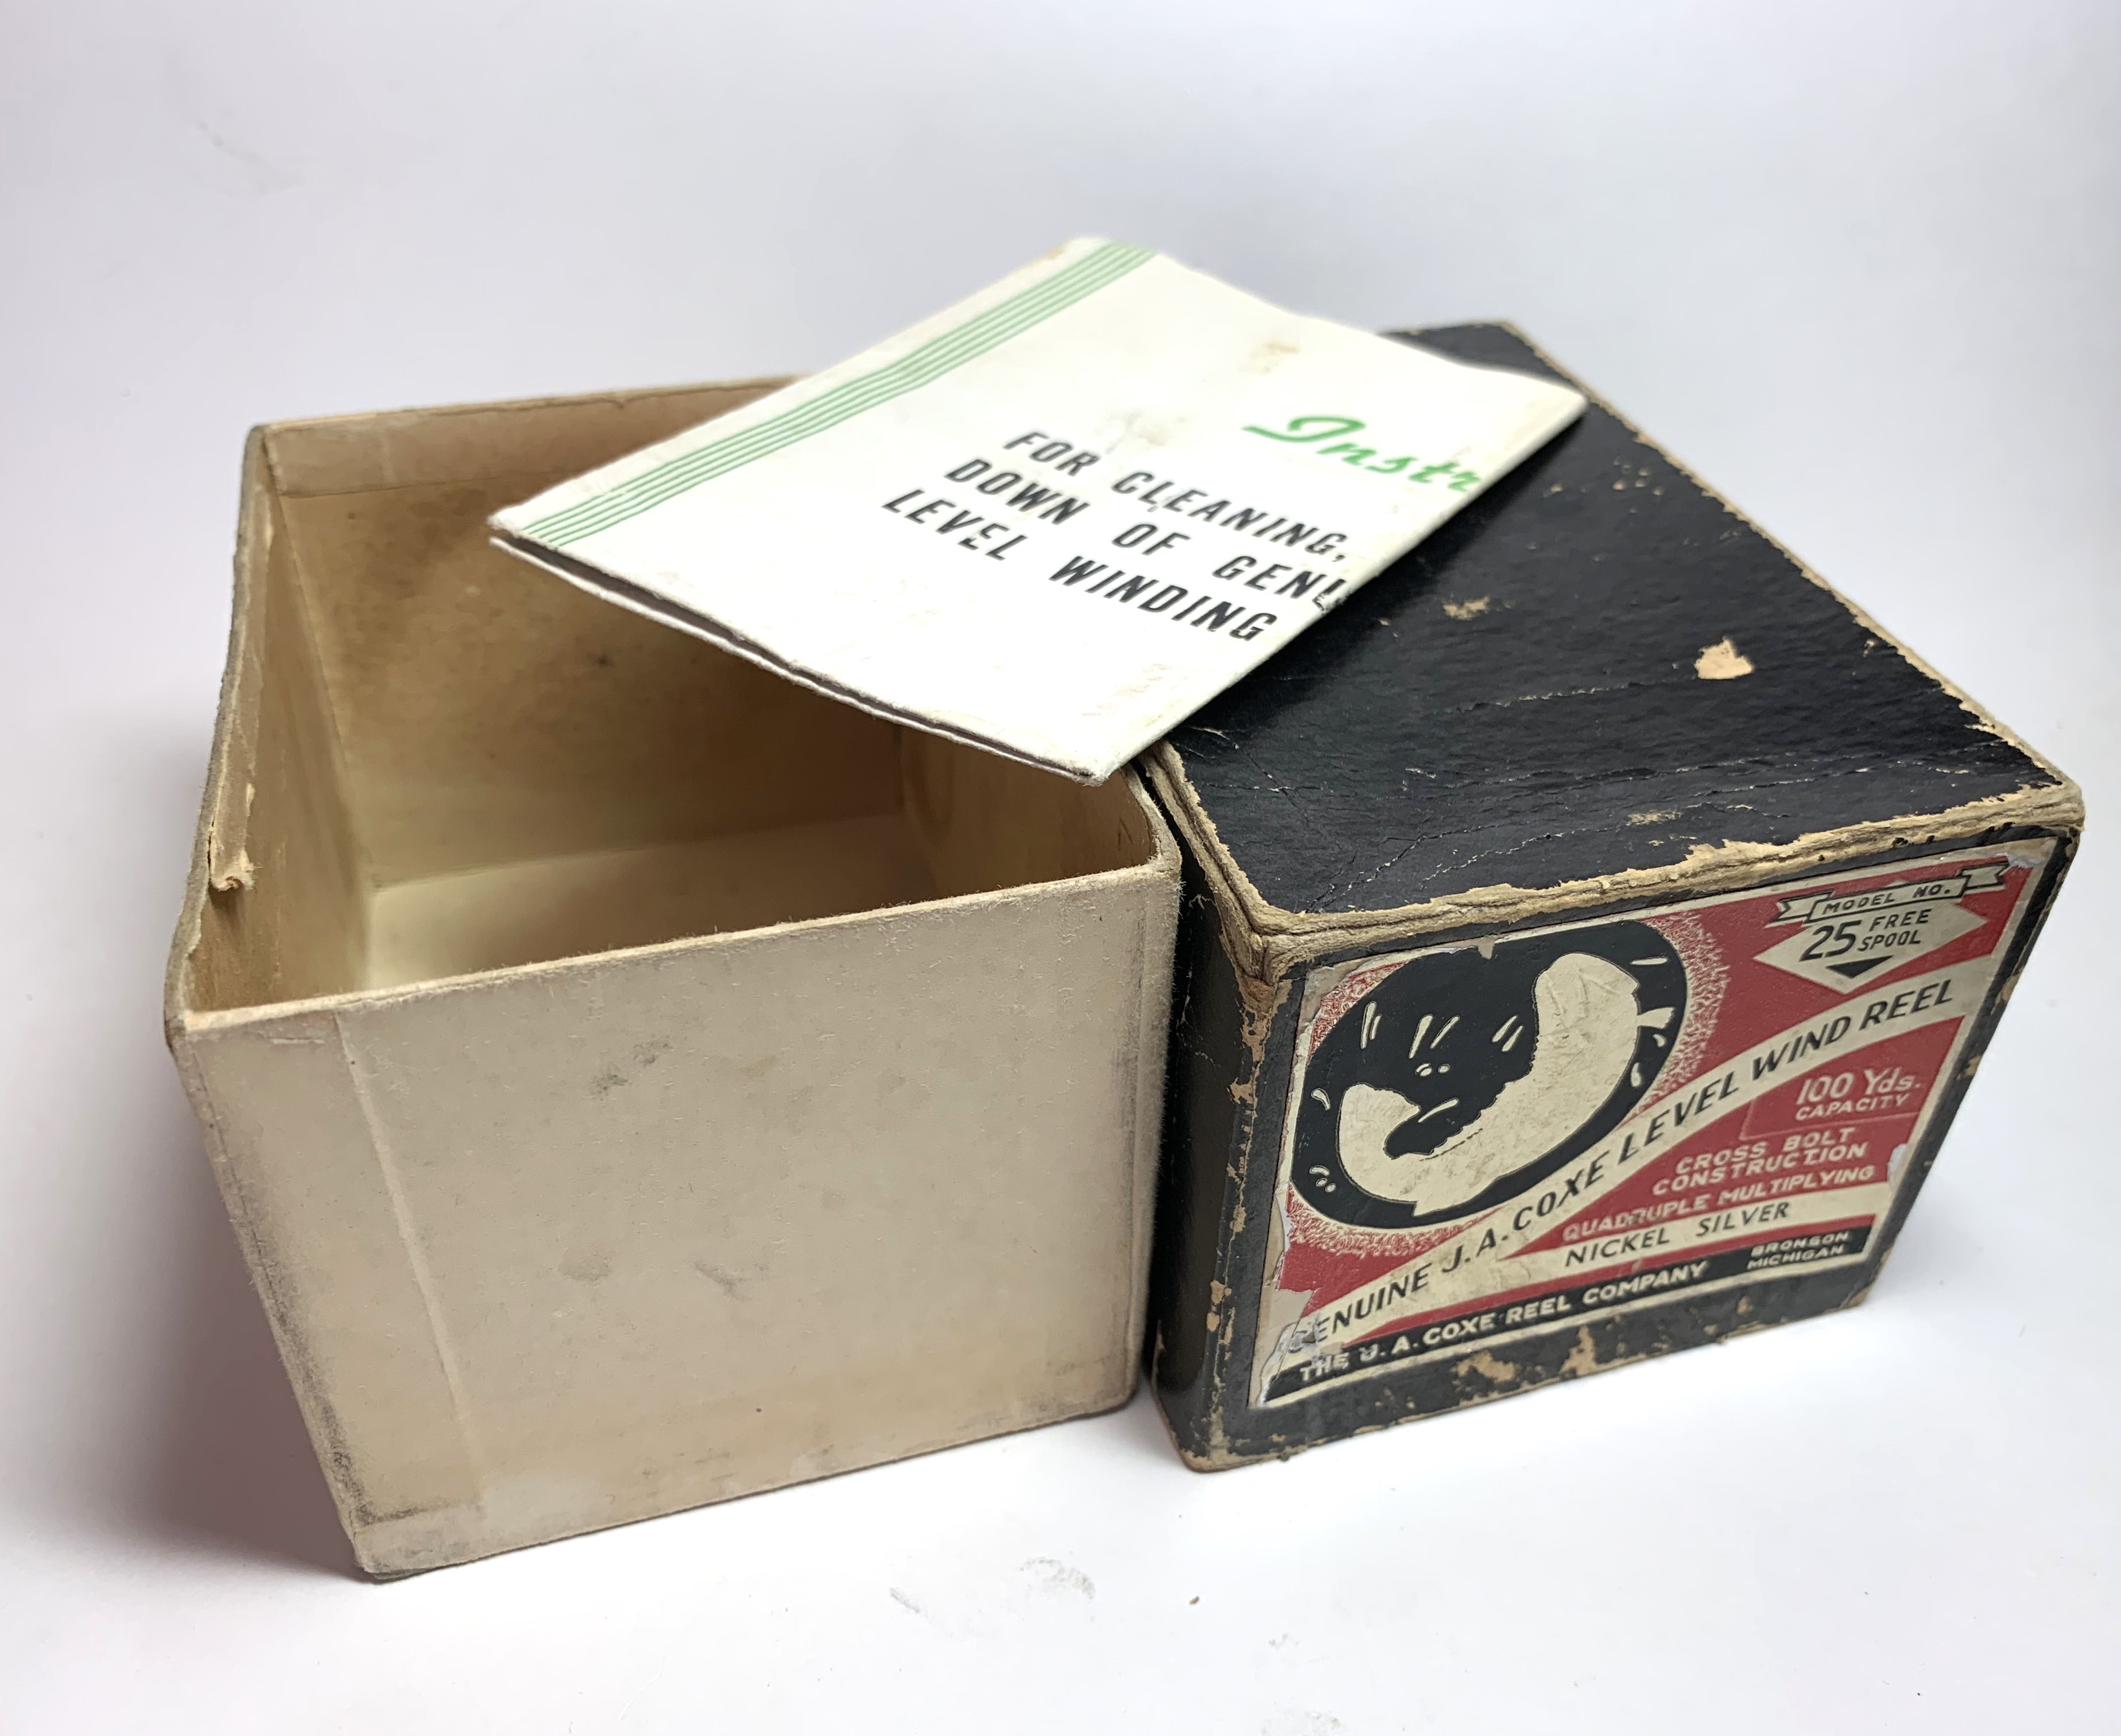 Instr
FOR CLEANING,
DOWN OF GENU
LEVEL WINDING
MODEL NO.
25 FREE
SPOOL
GENUINE J.A. COXE LEVEL WIND REEL
100 Yds.
CAPACITY
CROSS BOLT
CONSTRUCTION
QUADRUPLE MULTIPLYING
NICKEL SILVER
THE J.A. COXE REEL COMPANY
BRONSON
MICHIGAN